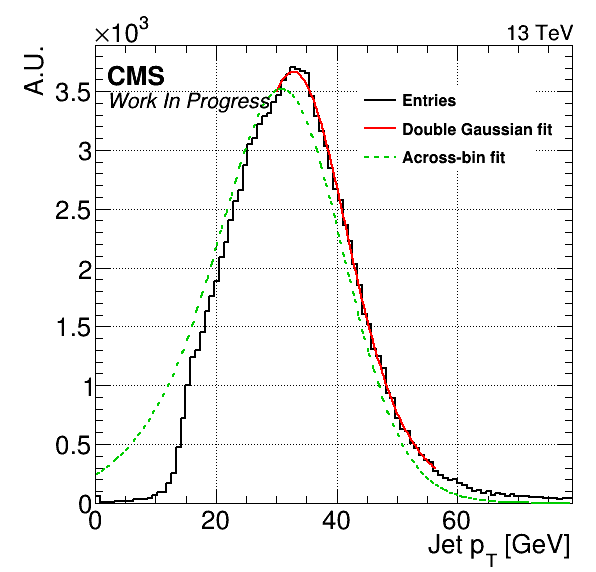 ×10³
13 TeV
A.U.
CMS
Work In Progress
Entries
Double Gaussian fit
Across-bin fit
3.5
3
2.5
2
1.5
1
0.5
0
0 20 40 60
Jet p_T [GeV]